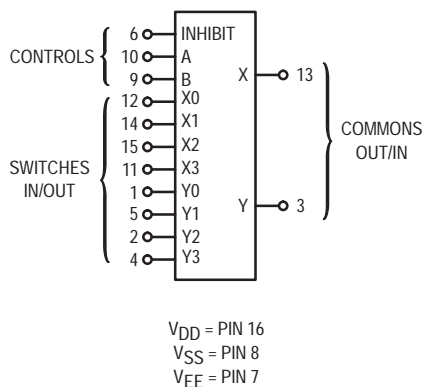 CONTROLS
SWITCHES
IN/OUT
6 INHIBIT
10 A
9 B
12 X0
14 X1
15 X2
11 X3
1 Y0
5 Y1
2 Y2
4 Y3
X 13
Y 3
COMMONS
OUT/IN
VDD = PIN 16
VSS = PIN 8
VEE = PIN 7